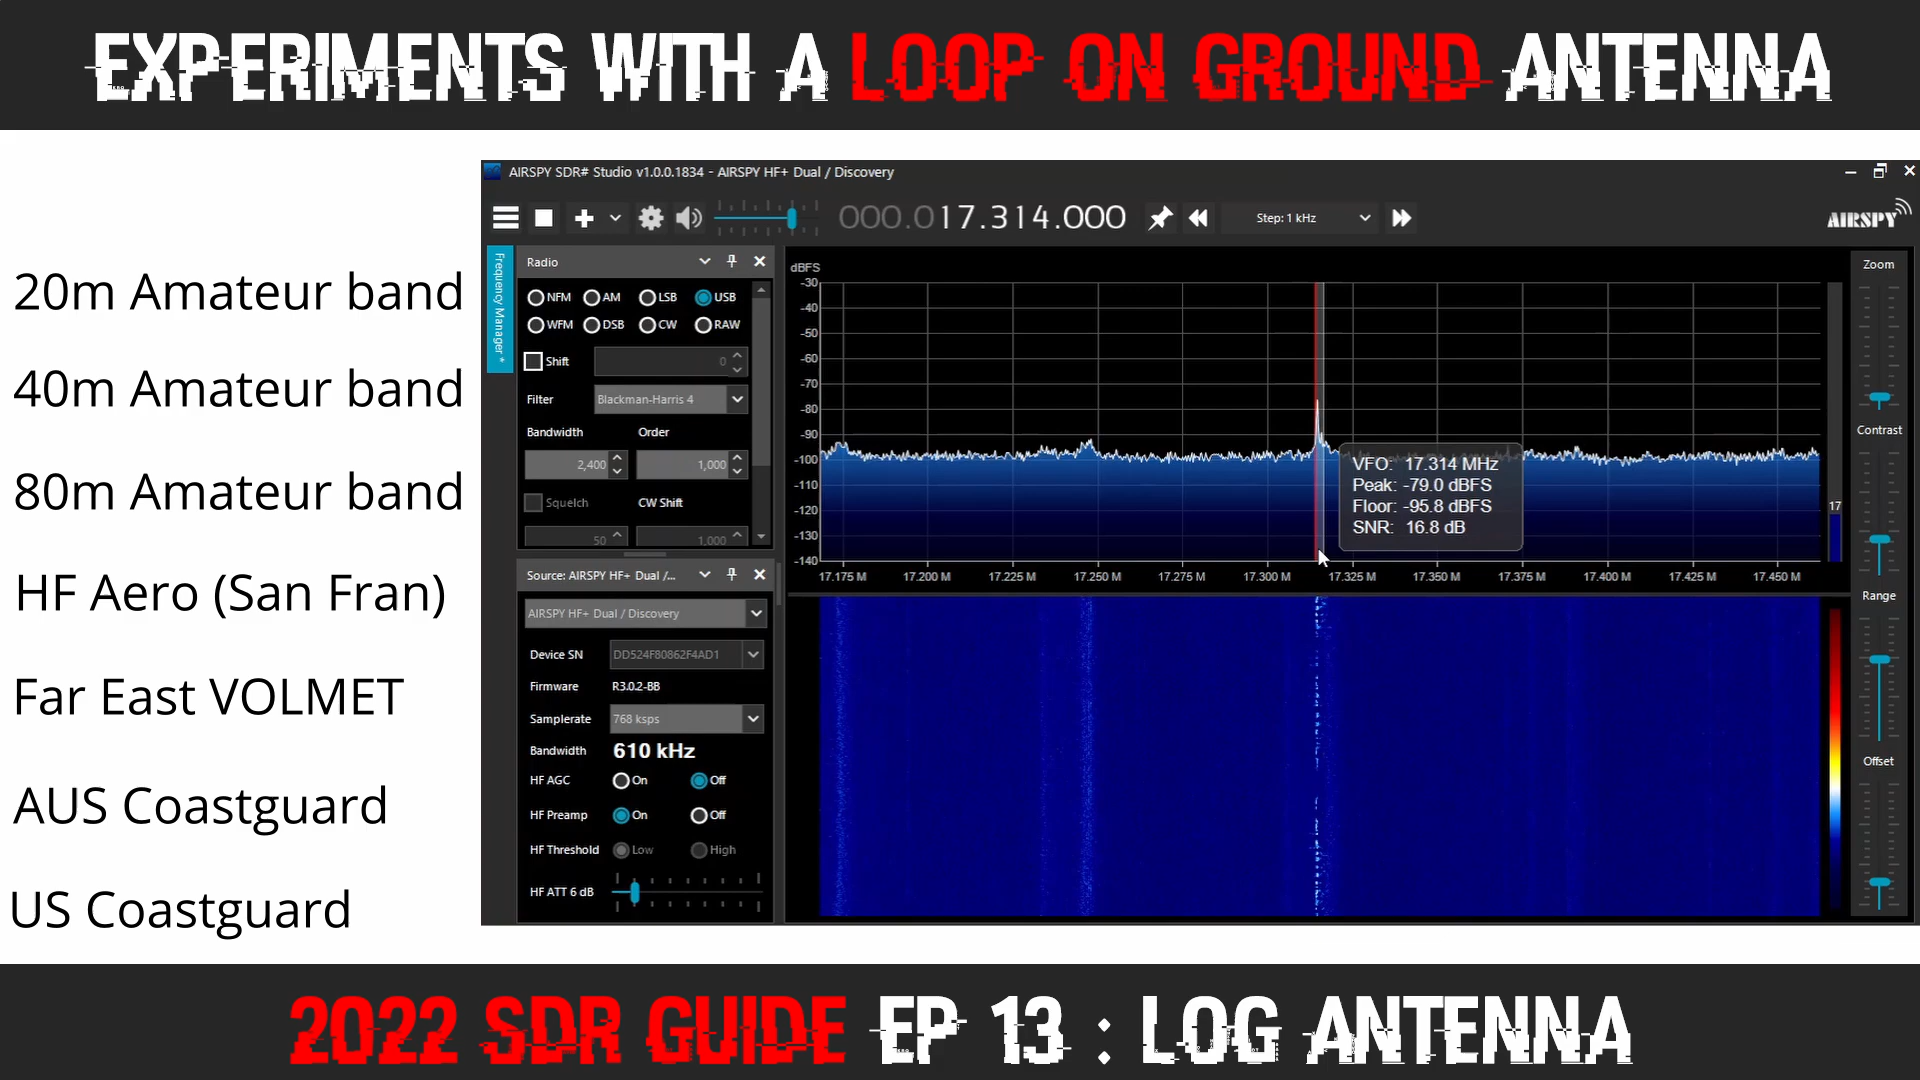 EXPERIMENTS WITH A LOOP ON GROUND ANTENNA
20m Amateur band
40m Amateur band
80m Amateur band
HF Aero (San Fran)
Far East VOLMET
AUS Coastguard
US Coastguard
AIRSPY SDR# Studio v1.0.0.1834 - AIRSPY HF+ Dual / Discovery
000.017.314.000
Step: 1 kHz
AIRSPY
Frequency Manager *
Radio
NFM AM LSB USB
WFM DSB CW RAW
Shift 0
Filter Blackman-Harris 4
Bandwidth Order
2,400 1,000
Squelch CW Shift
50 1,000
Source: AIRSPY HF+ Dual /...
AIRSPY HF+ Dual / Discovery
Device SN DD524F80862F4AD1
Firmware R3.0.2-BB
Samplerate 768 ksps
Bandwidth 610 kHz
HF AGC On Off
HF Preamp On Off
HF Threshold Low High
HF ATT 6 dB
dBFS
-30
-40
-50
-60
-70
-80
-90
-100
-110
-120
-130
-140
17.175 M 17.200 M 17.225 M 17.250 M 17.275 M 17.300 M 17.325 M 17.350 M 17.375 M 17.400 M 17.425 M 17.450 M
VFO: 17.314 MHz
Peak: -79.0 dBFS
Floor: -95.8 dBFS
SNR: 16.8 dB
17
Zoom
Contrast
Range
Offset
2022 SDR GUIDE EP 13 : LOG ANTENNA